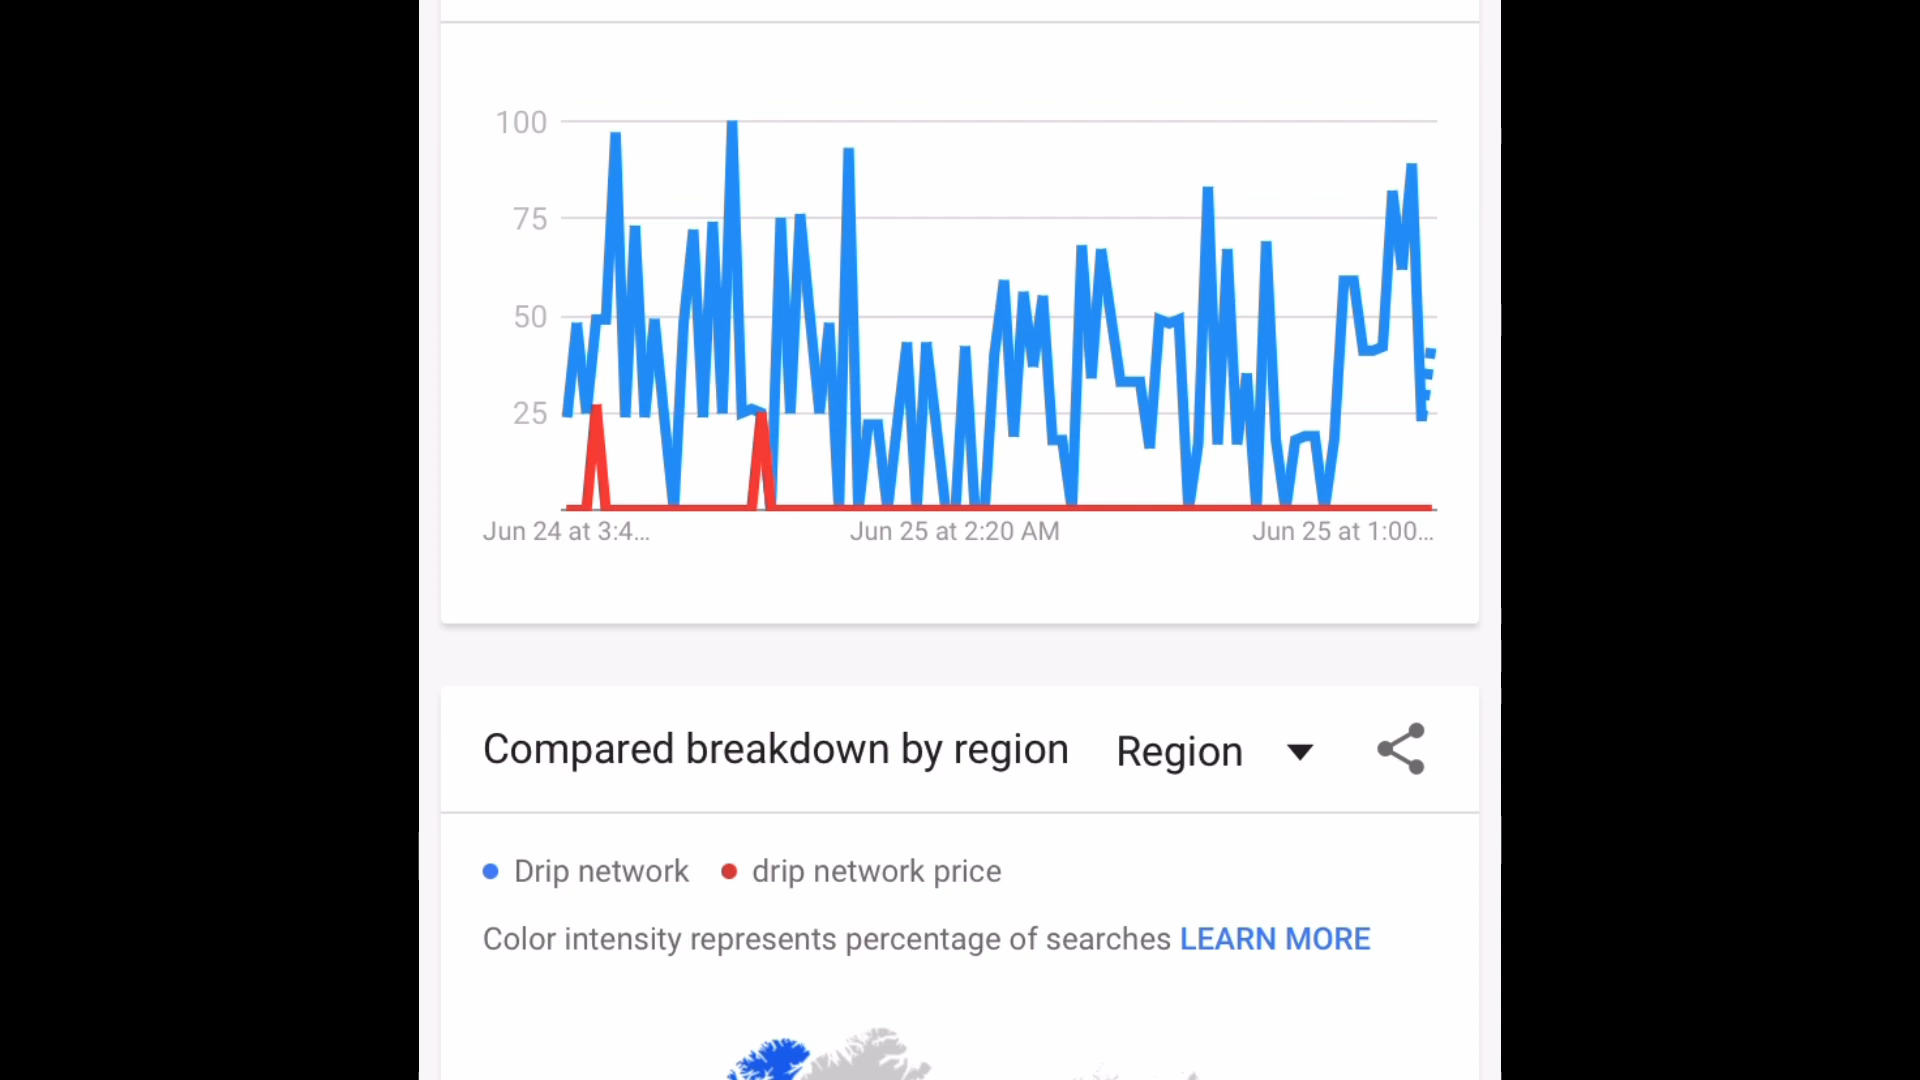 100
75
50
25
Jun 24 at 3:4...
Jun 25 at 2:20 AM
Jun 25 at 1:00...
Compared breakdown by region
Region
Drip network
drip network price
Color intensity represents percentage of searches LEARN MORE